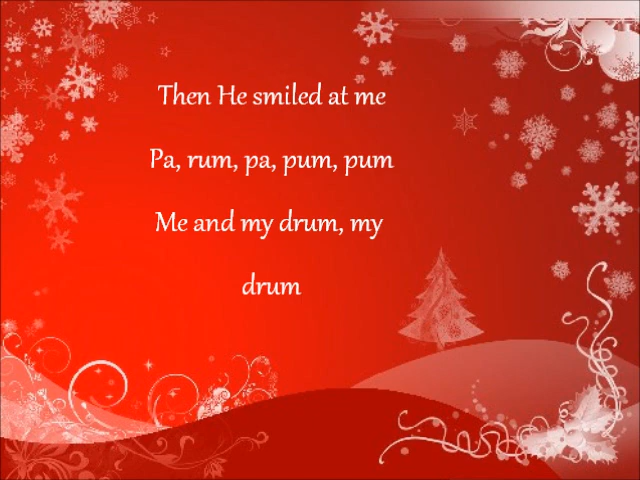 Then He smiled at me
Pa, rum, pa, pum, pum
Me and my drum, my
drum